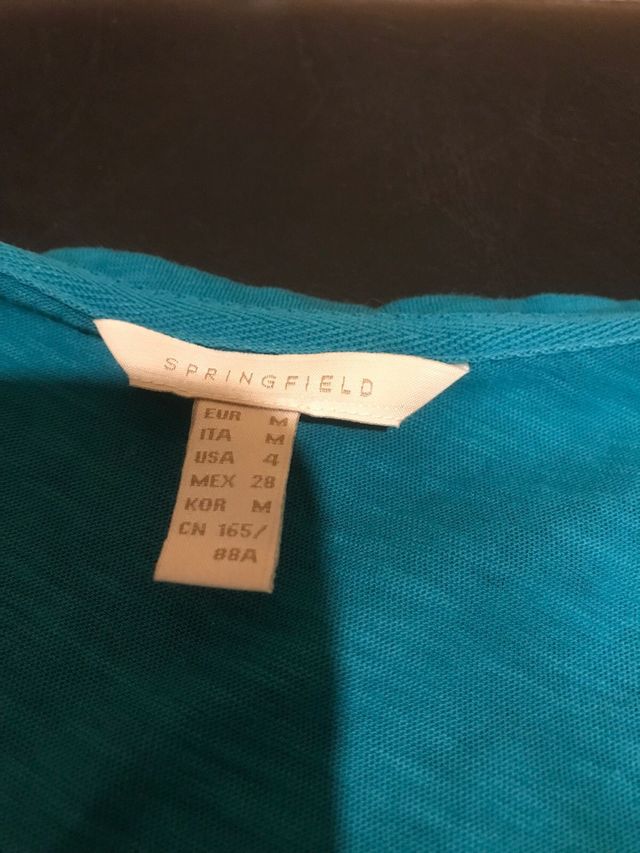 SPRINGFIELD
EUR M
ITA M
USA 4
MEX 28
KOR M
CN 165/
88A